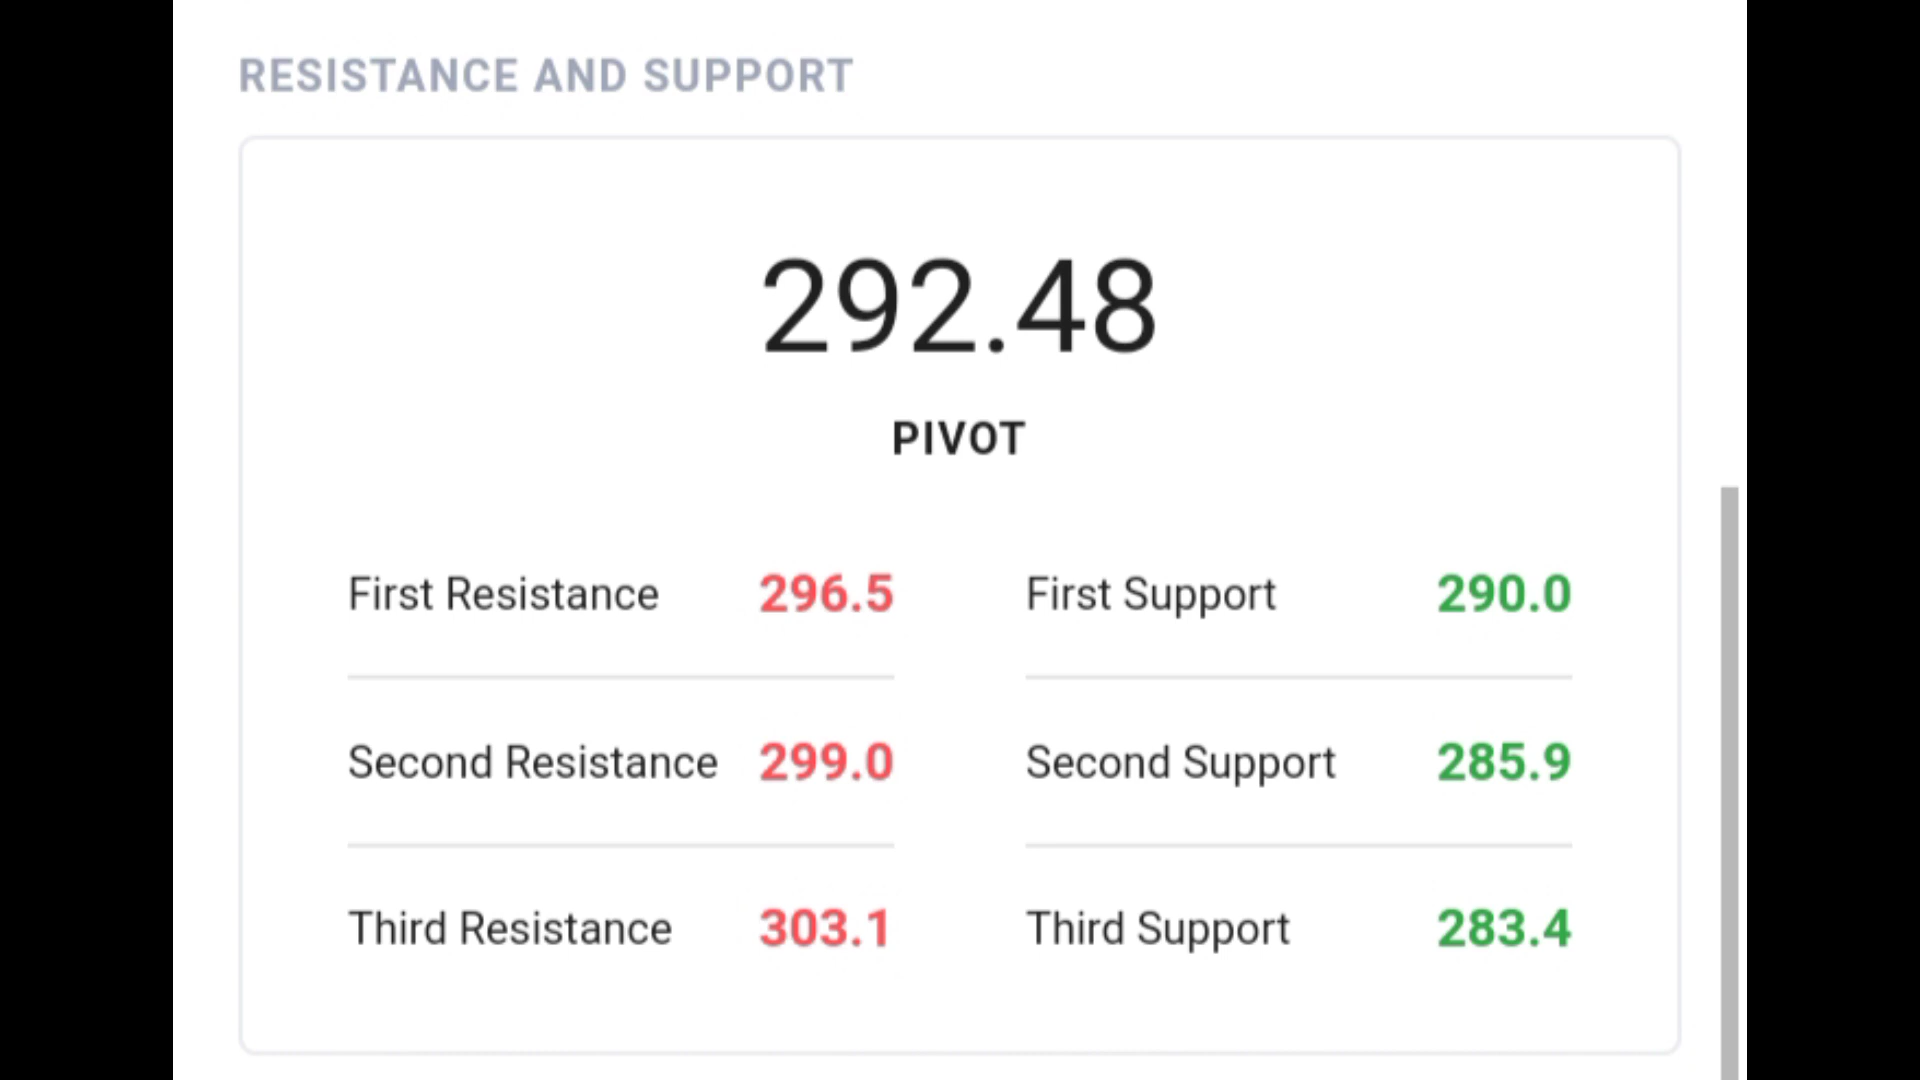 RESISTANCE AND SUPPORT
292.48
PIVOT
First Resistance 296.5 First Support 290.0
Second Resistance 299.0 Second Support 285.9
Third Resistance 303.1 Third Support 283.4